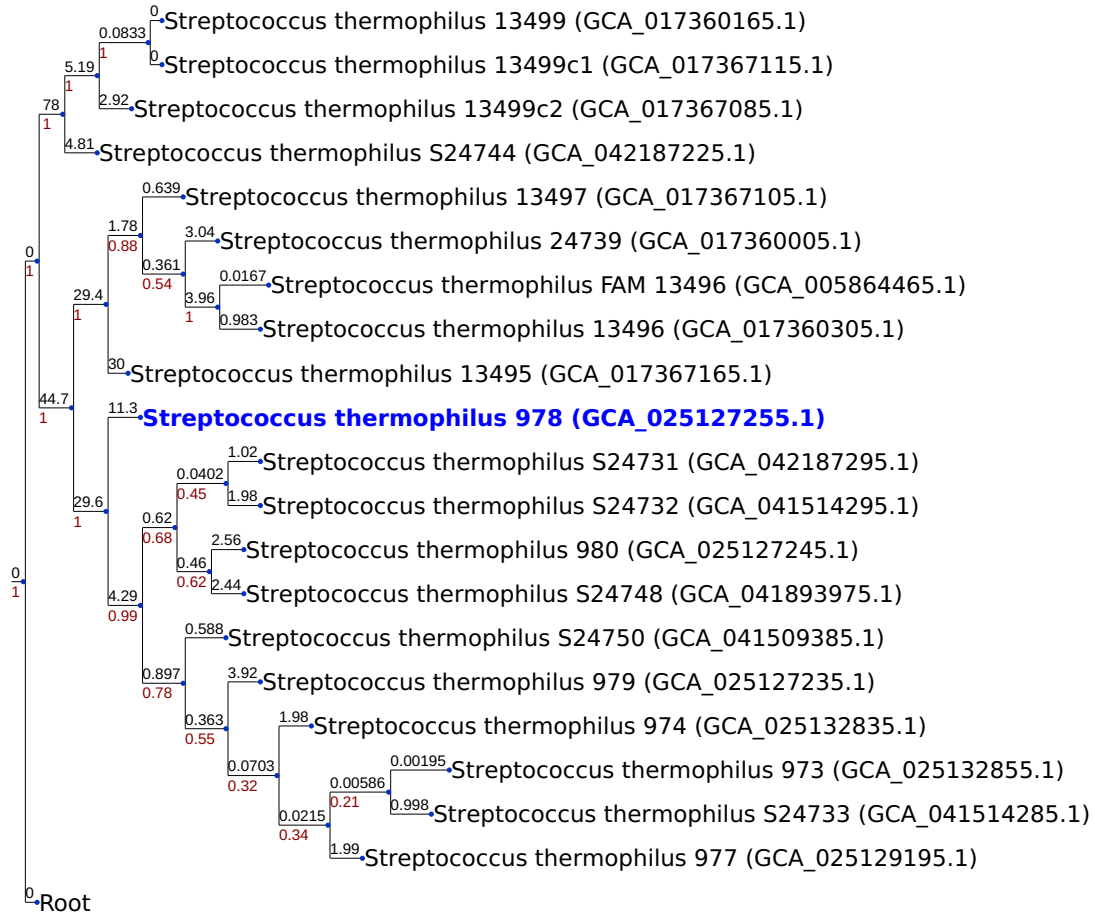 0
Streptococcus thermophilus 13499 (GCA_017360165.1)
0.0833
1
0
Streptococcus thermophilus 13499c1 (GCA_017367115.1)
5.19
1
2.92
Streptococcus thermophilus 13499c2 (GCA_017367085.1)
78
1
4.81
Streptococcus thermophilus S24744 (GCA_042187225.1)
0.639
Streptococcus thermophilus 13497 (GCA_017367105.1)
1.78
0.88
3.04
Streptococcus thermophilus 24739 (GCA_017360005.1)
0
1
0.361
0.54
0.0167
Streptococcus thermophilus FAM 13496 (GCA_005864465.1)
29.4
1
3.96
1
0.983
Streptococcus thermophilus 13496 (GCA_017360305.1)
30
Streptococcus thermophilus 13495 (GCA_017367165.1)
44.7
1
11.3
Streptococcus thermophilus 978 (GCA_025127255.1)
1.02
Streptococcus thermophilus S24731 (GCA_042187295.1)
0.0402
0.45
1.98
Streptococcus thermophilus S24732 (GCA_041514295.1)
29.6
1
0.62
0.68
2.56
Streptococcus thermophilus 980 (GCA_025127245.1)
0.46
0.62
2.44
Streptococcus thermophilus S24748 (GCA_041893975.1)
0
1
4.29
0.99
0.588
Streptococcus thermophilus S24750 (GCA_041509385.1)
0.897
0.78
3.92
Streptococcus thermophilus 979 (GCA_025127235.1)
0.363
0.55
1.98
Streptococcus thermophilus 974 (GCA_025132835.1)
0.0703
0.32
0.00195
Streptococcus thermophilus 973 (GCA_025132855.1)
0.00586
0.21
0.998
Streptococcus thermophilus S24733 (GCA_041514285.1)
0.0215
0.34
1.99
Streptococcus thermophilus 977 (GCA_025129195.1)
0
Root